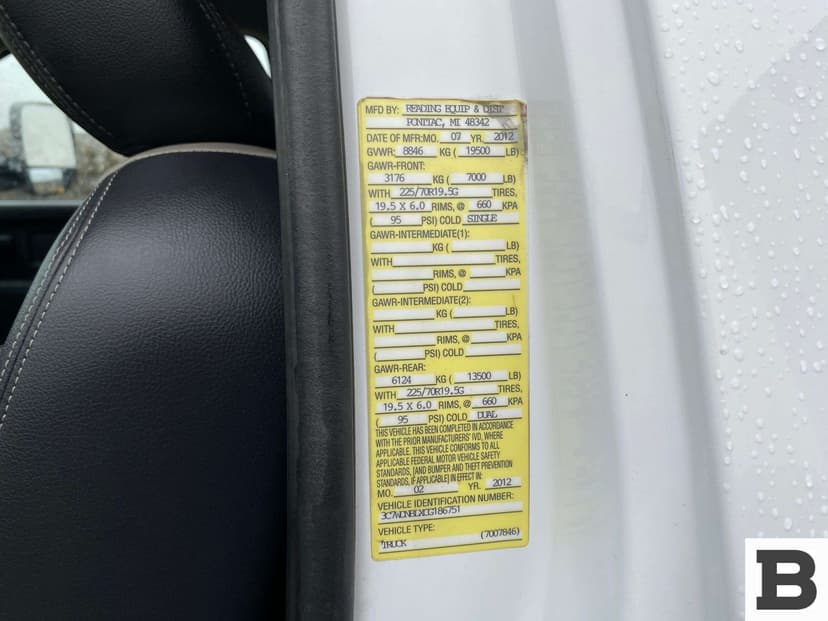 MFD BY: READING EQUIP & DIST
PONTIAC, MI 48342
DATE OF MFR: MO. 07 YR. 2012
GVWR: 8846 KG ( 19500 LB)
GAWR-FRONT:
3176 KG ( 7000 LB)
WITH 225/70R19.5G TIRES,
19.5 X 6.0 RIMS, @ 660 KPA
( 95 PSI) COLD SINGLE
GAWR-INTERMEDIATE(1):
KG ( LB)
WITH TIRES,
RIMS, @ KPA
( PSI) COLD
GAWR-INTERMEDIATE(2):
KG ( LB)
WITH TIRES,
RIMS, @ KPA
( PSI) COLD
GAWR-REAR:
6124 KG ( 13500 LB)
WITH 225/70R19.5G TIRES,
19.5 X 6.0 RIMS, @ 660 KPA
( 95 PSI) COLD DUAL
THIS VEHICLE HAS BEEN COMPLETED IN ACCORDANCE
WITH THE PRIOR MANUFACTURERS' IVD, WHERE
APPLICABLE. THIS VEHICLE CONFORMS TO ALL
APPLICABLE FEDERAL MOTOR VEHICLE SAFETY
STANDARDS, [AND BUMPER AND THEFT PREVENTION
STANDARDS, IF APPLICABLE] IN EFFECT IN
MO. 02 YR. 2012
VEHICLE IDENTIFICATION NUMBER:
VEHICLE TYPE:
TRUCK (7007846)
B